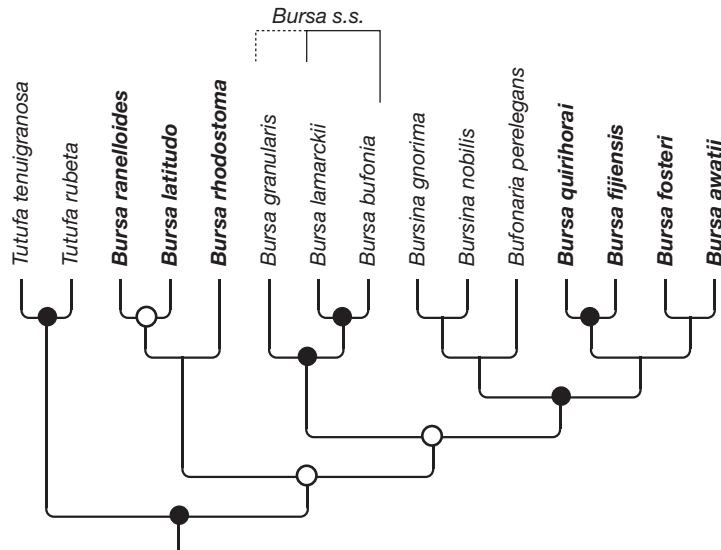 Bursa s.s.
Tutufa tenuigranosa
Tutufa rubeta
Bursa ranelloides
Bursa latitudo
Bursa rhodostoma
Bursa granularis
Bursa lamarckii
Bursa bufonia
Bursina gnorima
Bursina nobilis
Bufonaria perelegans
Bursa quirihorai
Bursa fijiensis
Bursa fosteri
Bursa awatii